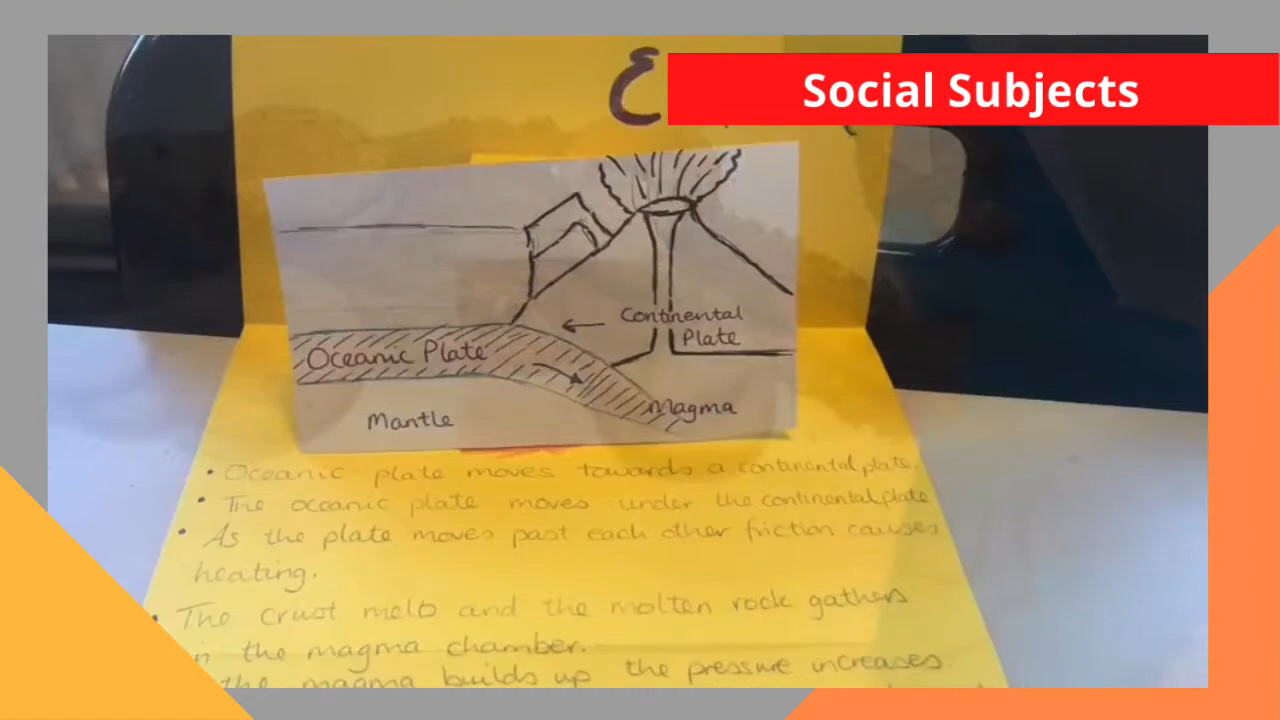 Social Subjects
Continental
Plate
Oceanic Plate
Magma
Mantle
• Oceanic plate moves towards a continental plate.
• The oceanic plate moves under the continental plate
• As the plate moves past each other friction causes
heating.
• The crust melts and the molten rock gathers
in the magma chamber.
the magma builds up the pressure increases